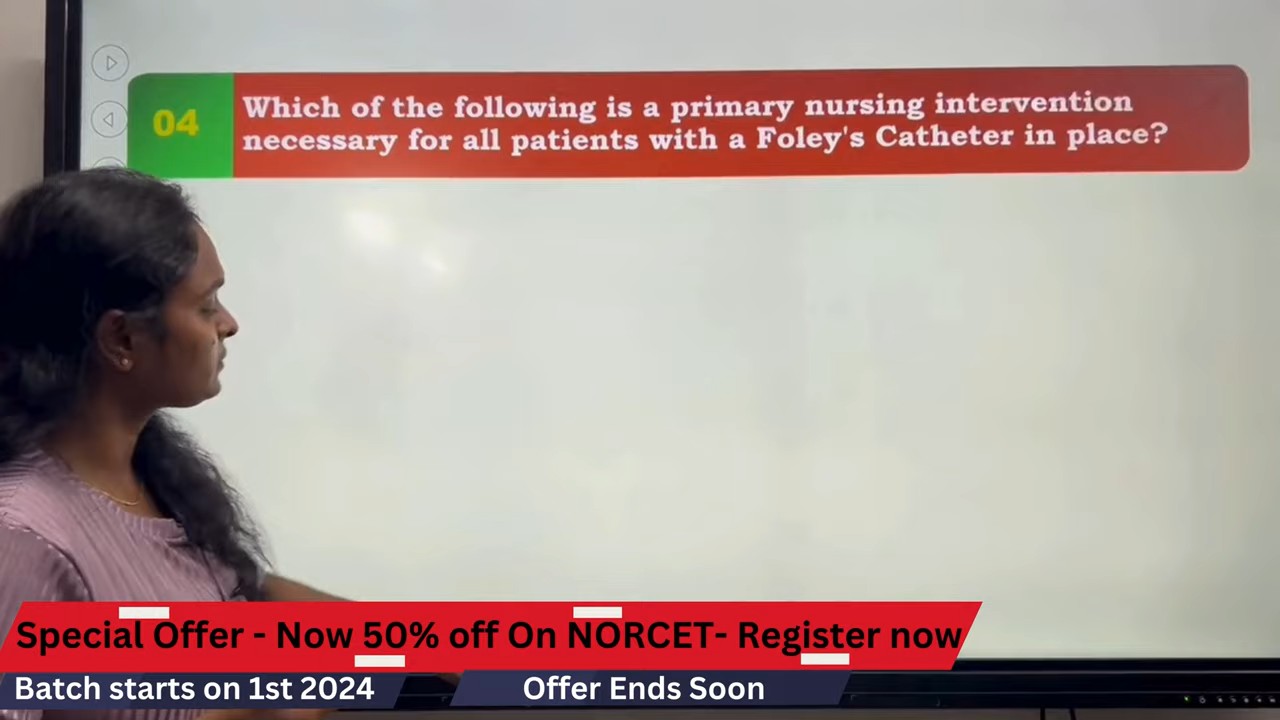 04
Which of the following is a primary nursing intervention
necessary for all patients with a Foley's Catheter in place?
Special Offer - Now 50% off On NORCET- Register now
Batch starts on 1st 2024
Offer Ends Soon